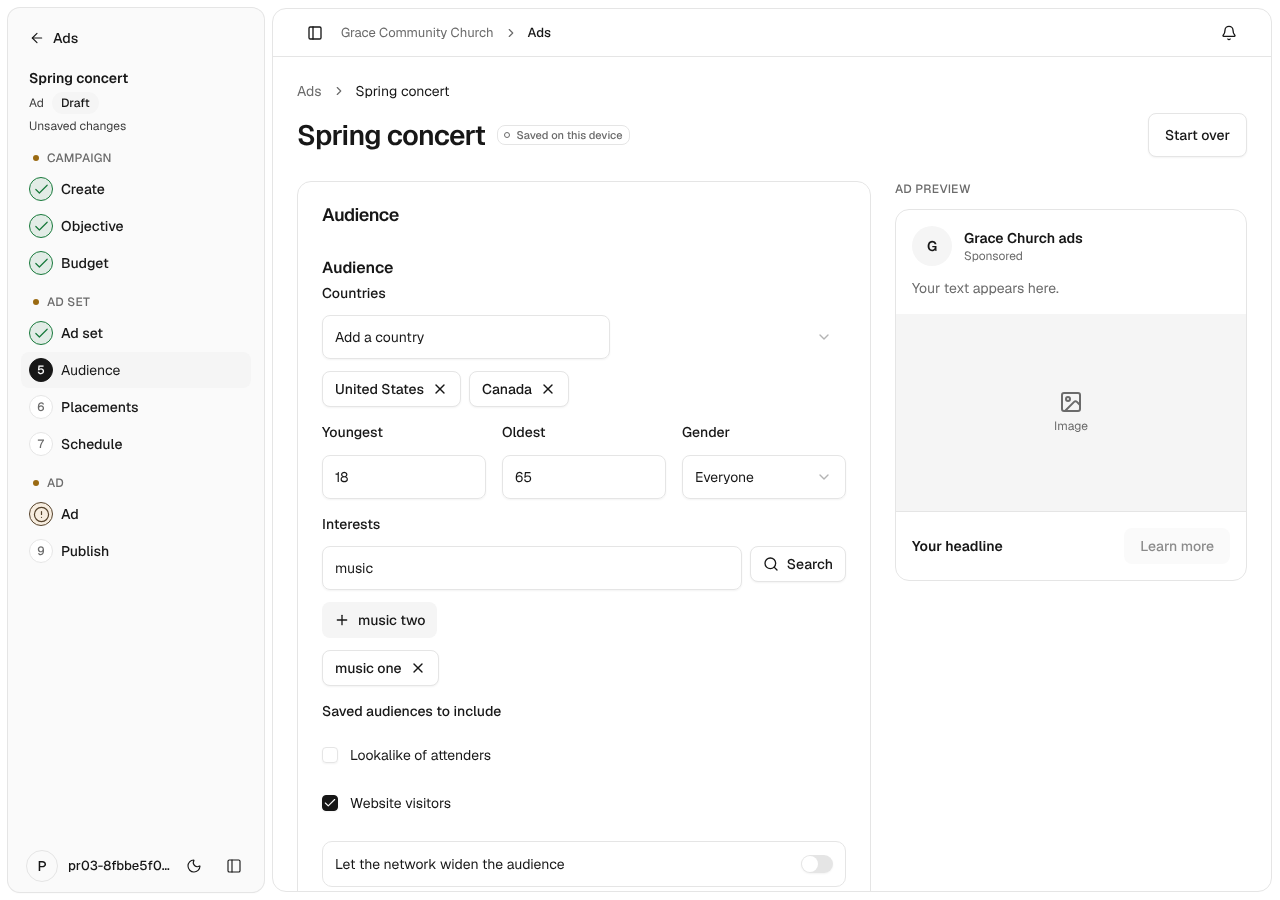 Ads
Spring concert
Ad Draft
Unsaved changes
CAMPAIGN
Create
Objective
Budget
AD SET
Ad set
5 Audience
6 Placements
7 Schedule
AD
Ad
9 Publish
P pr03-8fbbe5f0...
Grace Community Church Ads
Ads Spring concert
Spring concert Saved on this device
Start over
Audience
Audience
Countries
Add a country
United States Canada
Youngest Oldest Gender
18 65 Everyone
Interests
music Search
music two
music one
Saved audiences to include
Lookalike of attenders
Website visitors
Let the network widen the audience
AD PREVIEW
G Grace Church ads
Sponsored
Your text appears here.
Image
Your headline Learn more